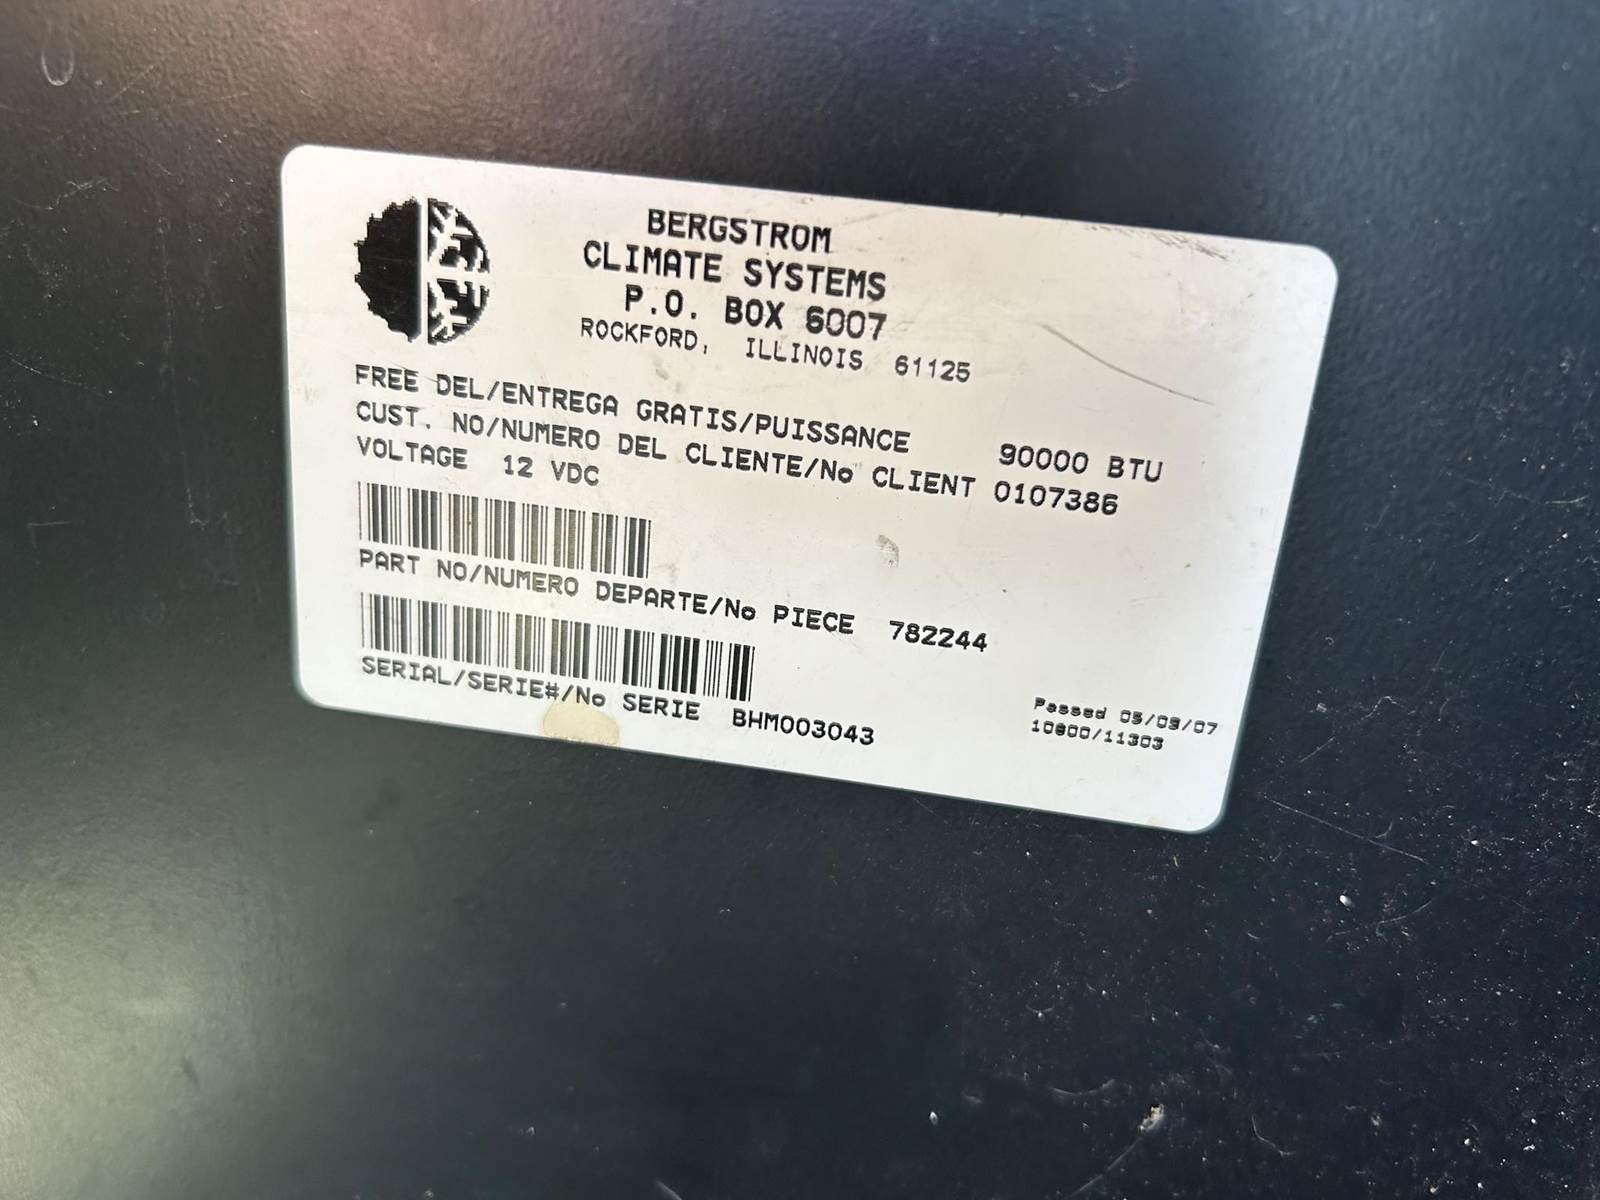 BERGSTROM
CLIMATE SYSTEMS
P.O. BOX 6007
ROCKFORD, ILLINOIS 61125
FREE DEL/ENTREGA GRATIS/PUISSANCE 90000 BTU
CUST. NO/NUMERO DEL CLIENTE/No CLIENT 0107386
VOLTAGE 12 VDC
PART NO/NUMERO DEPARTE/No PIECE 782244
SERIAL/SERIE#/No SERIE BHM003043
Passed 05/09/07
10800/11303